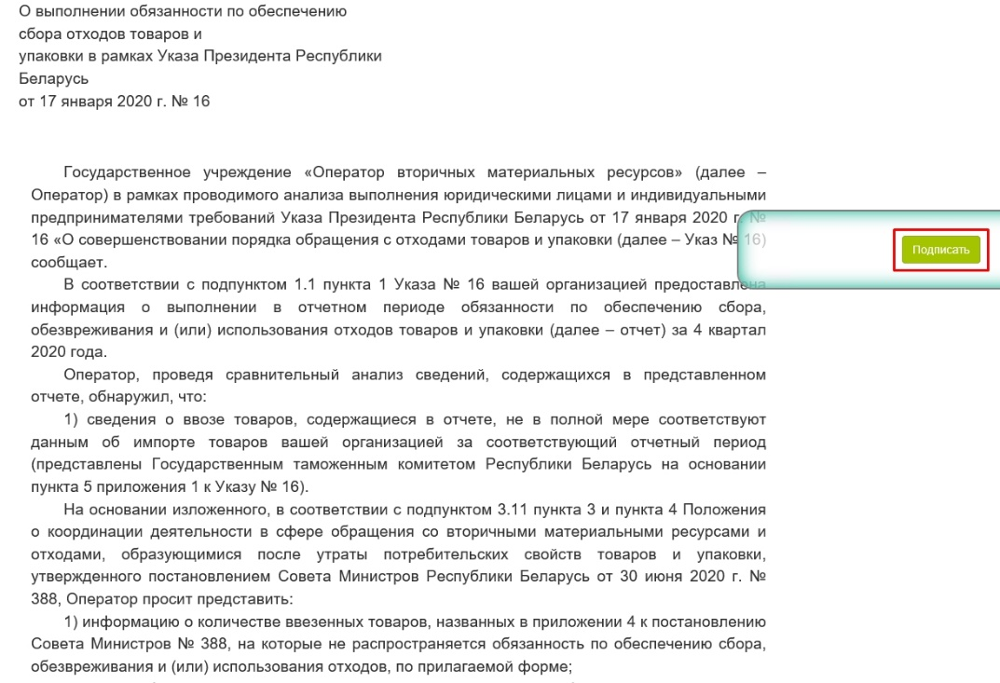 О выполнении обязанности по обеспечению
сбора отходов товаров и
упаковки в рамках Указа Президента Республики
Беларусь
от 17 января 2020 г. № 16
Государственное учреждение «Оператор вторичных материальных ресурсов» (далее –
Оператор) в рамках проводимого анализа выполнения юридическими лицами и индивидуальными
предпринимателями требований Указа Президента Республики Беларусь от 17 января 2020 г. №
16 «О совершенствовании порядка обращения с отходами товаров и упаковки (далее – Указ № 16)
сообщает.
Подписать
В соответствии с подпунктом 1.1 пункта 1 Указа № 16 вашей организацией предоставлена
информация о выполнении в отчетном периоде обязанности по обеспечению сбора,
обезвреживания и (или) использования отходов товаров и упаковки (далее – отчет) за 4 квартал
2020 года.
Оператор, проведя сравнительный анализ сведений, содержащихся в представленном
отчете, обнаружил, что:
1) сведения о ввозе товаров, содержащиеся в отчете, не в полной мере соответствуют
данным об импорте товаров вашей организацией за соответствующий отчетный период
(представлены Государственным таможенным комитетом Республики Беларусь на основании
пункта 5 приложения 1 к Указу № 16).
На основании изложенного, в соответствии с подпунктом 3.11 пункта 3 и пункта 4 Положения
о координации деятельности в сфере обращения со вторичными материальными ресурсами и
отходами, образующимися после утраты потребительских свойств товаров и упаковки,
утвержденного постановлением Совета Министров Республики Беларусь от 30 июня 2020 г. №
388, Оператор просит представить:
1) информацию о количестве ввезенных товаров, названных в приложении 4 к постановлению
Совета Министров № 388, на которые не распространяется обязанность по обеспечению сбора,
обезвреживания и (или) использования отходов, по прилагаемой форме;